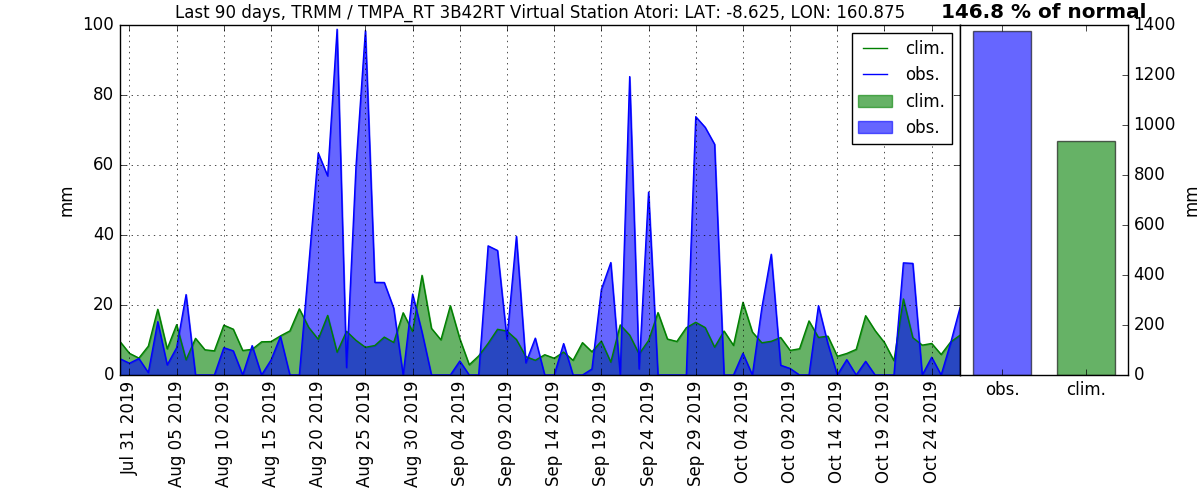 Last 90 days, TRMM / TMPA_RT 3B42RT Virtual Station Atori: LAT: -8.625, LON: 160.875
146.8 % of normal
100
80
60
40
20
0
mm
clim.
obs.
clim.
obs.
Jul 31 2019
Aug 05 2019
Aug 10 2019
Aug 15 2019
Aug 20 2019
Aug 25 2019
Aug 30 2019
Sep 04 2019
Sep 09 2019
Sep 14 2019
Sep 19 2019
Sep 24 2019
Sep 29 2019
Oct 04 2019
Oct 09 2019
Oct 14 2019
Oct 19 2019
Oct 24 2019
1400
1200
1000
800
600
400
200
0
mm
obs.
clim.